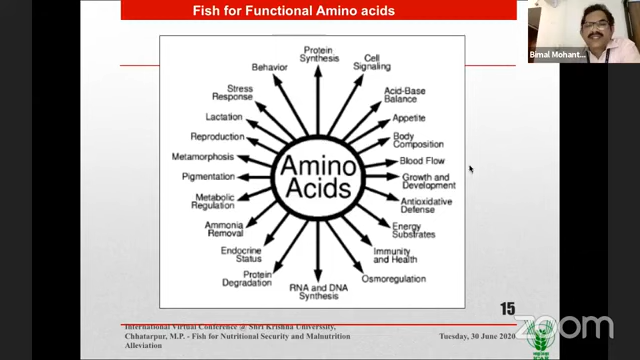 Fish for Functional Amino acids
Bimal Mohant...
Protein
Synthesis
Cell
Signaling
Acid-Base
Balance
Appetite
Body
Composition
Blood Flow
Growth and
Development
Antioxidative
Defense
Energy
Substrates
Immunity
and Health
Osmoregulation
RNA and DNA
Synthesis
Protein
Degradation
Endocrine
Status
Ammonia
Removal
Metabolic
Regulation
Pigmentation
Metamorphosis
Reproduction
Lactation
Stress
Response
Behavior
Amino
Acids
15
International Virtual Conference @ Shri Krishna University,
Chhatarpur, M.P. - Fish for Nutritional Security and Malnutrition
Alleviation
Tuesday, 30 June 2020
zoom